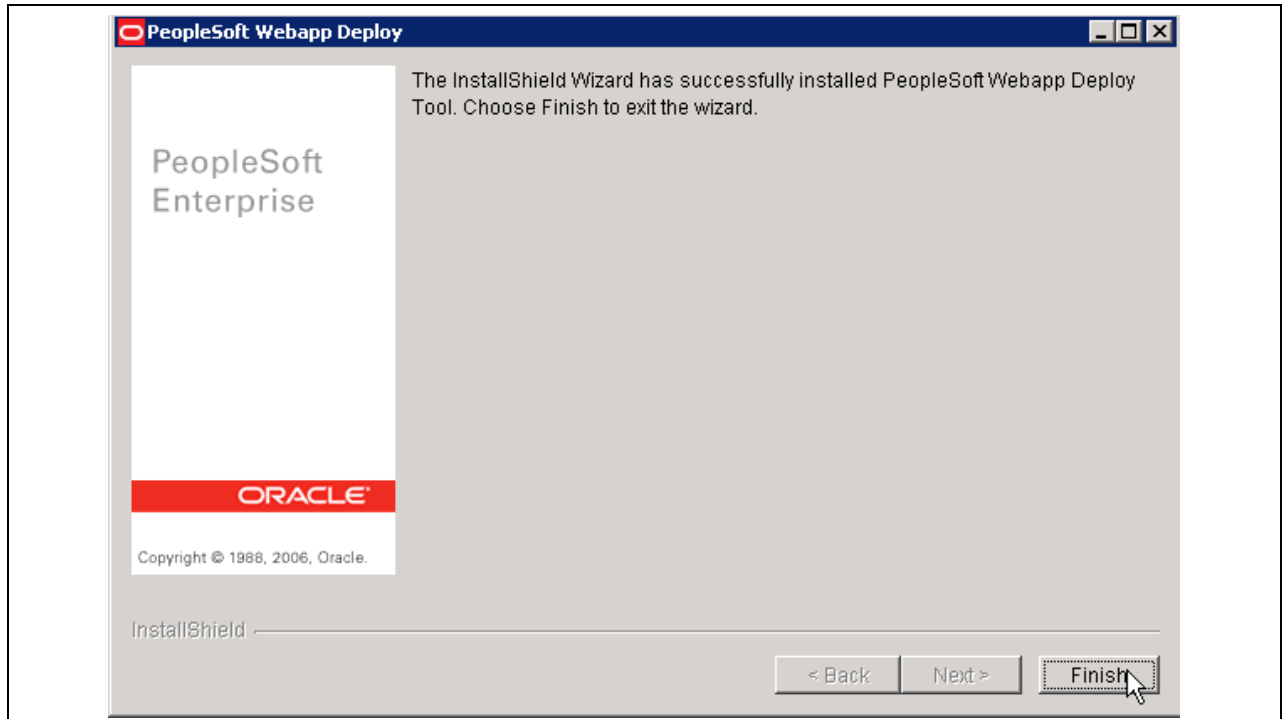 PeopleSoft Webapp Deploy
The InstallShield Wizard has successfully installed PeopleSoft Webapp Deploy
Tool. Choose Finish to exit the wizard.
PeopleSoft
Enterprise
ORACLE®
Copyright © 1988, 2006, Oracle.
InstallShield
< Back
Next >
Finish